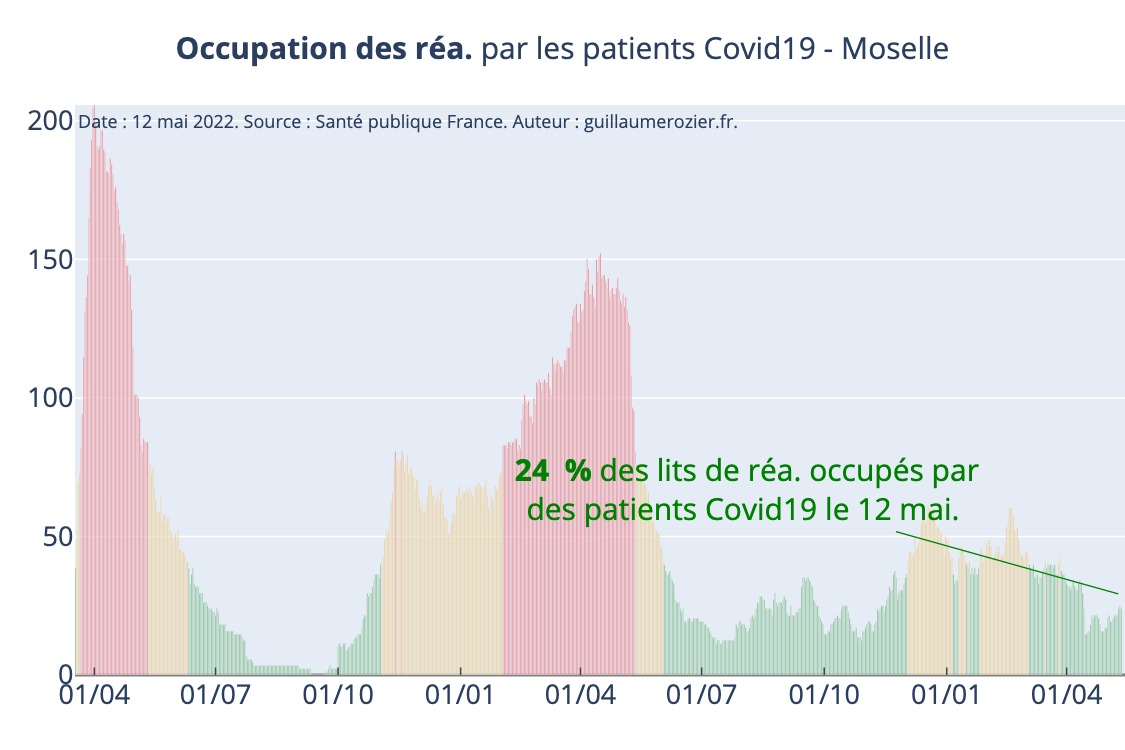 Occupation des réa. par les patients Covid19 - Moselle
200
Date : 12 mai 2022. Source : Santé publique France. Auteur : guillaumerozier.fr.
150
100
24 % des lits de réa. occupés par
des patients Covid19 le 12 mai.
50
0
01/04 01/07 01/10 01/01 01/04 01/07 01/10 01/01 01/04